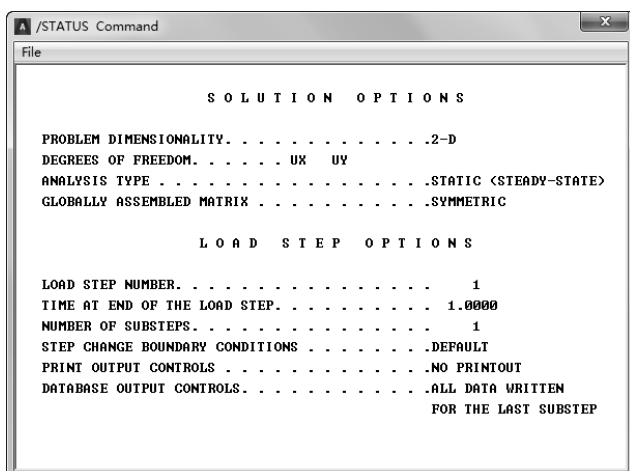 /STATUS Command
File
S O L U T I O N   O P T I O N S
PROBLEM DIMENSIONALITY. . . . . . . . . . . . .2-D
DEGREES OF FREEDOM. . . . . . UX   UY
ANALYSIS TYPE . . . . . . . . . . . . . . . . .STATIC (STEADY-STATE)
GLOBALLY ASSEMBLED MATRIX . . . . . . . . . . .SYMMETRIC
L O A D   S T E P   O P T I O N S
LOAD STEP NUMBER. . . . . . . . . . . . . . . .     1
TIME AT END OF THE LOAD STEP. . . . . . . . . .  1.0000
NUMBER OF SUBSTEPS. . . . . . . . . . . . . . .     1
STEP CHANGE BOUNDARY CONDITIONS . . . . . . . .DEFAULT
PRINT OUTPUT CONTROLS . . . . . . . . . . . . .NO PRINTOUT
DATABASE OUTPUT CONTROLS. . . . . . . . . . . .ALL DATA WRITTEN
FOR THE LAST SUBSTEP